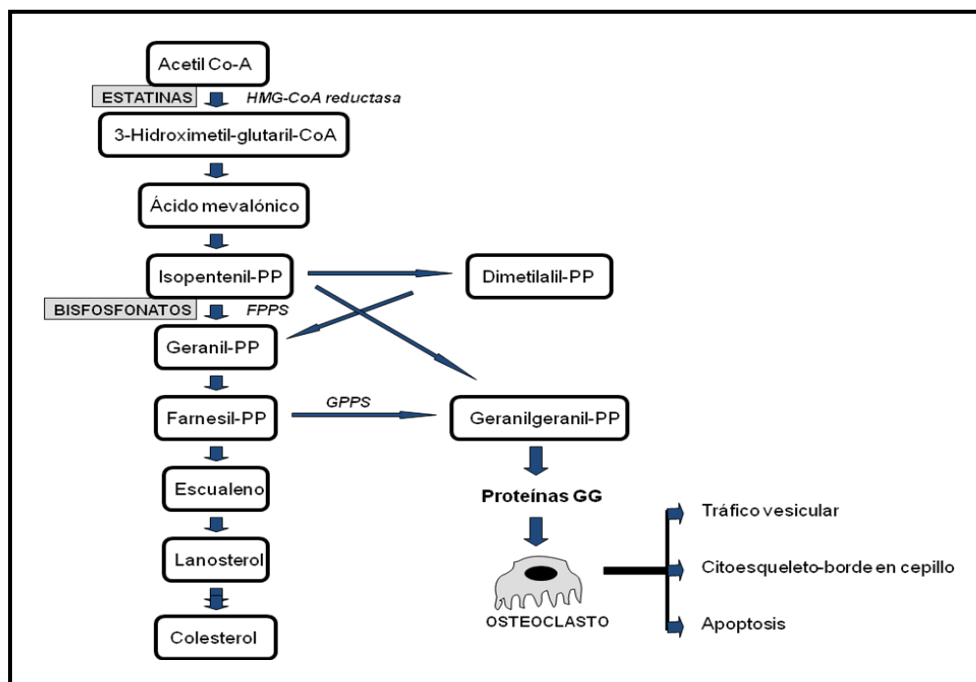 Acetil Co-A
ESTATINAS
HMG-CoA reductasa
3-Hidroximetil-glutaril-CoA
Ácido mevalónico
Isopentenil-PP
Dimetilalil-PP
BISFOSFONATOS
FPPS
Geranil-PP
Farnesil-PP
GPPS
Geranilgeranil-PP
Escualeno
Proteínas GG
Tráfico vesicular
Lanosterol
Citoesqueleto-borde en cepillo
OSTEOCLASTO
Apoptosis
Colesterol